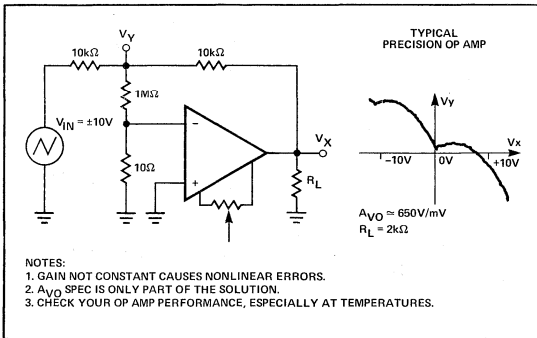 VY
10kΩ
10kΩ
1MΩ
VIN = ±10V
10Ω
−
+
VX
RL
TYPICAL
PRECISION OP AMP
Vy
Vx
−10V
0V
+10V
AVO ≃ 650V/mV
RL = 2kΩ
NOTES:
1. GAIN NOT CONSTANT CAUSES NONLINEAR ERRORS.
2. AVO SPEC IS ONLY PART OF THE SOLUTION.
3. CHECK YOUR OP AMP PERFORMANCE, ESPECIALLY AT TEMPERATURES.